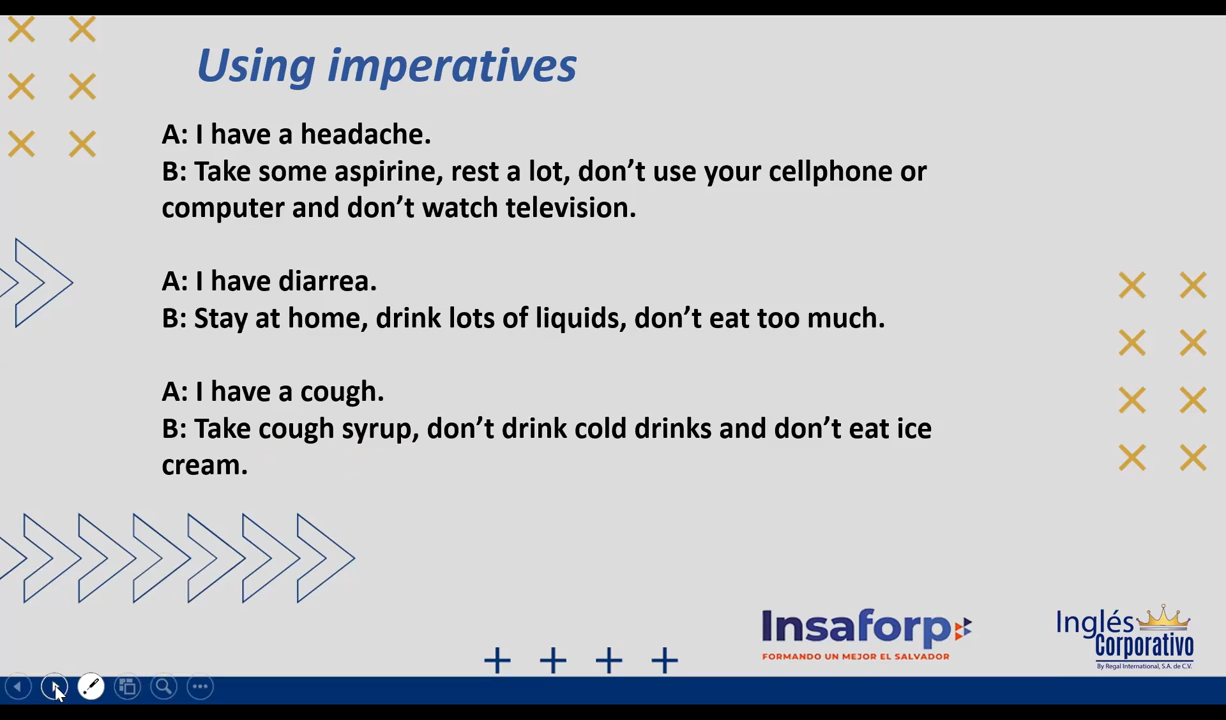 Using imperatives
A: I have a headache.
B: Take some aspirine, rest a lot, don’t use your cellphone or
computer and don’t watch television.
A: I have diarrea.
B: Stay at home, drink lots of liquids, don’t eat too much.
A: I have a cough.
B: Take cough syrup, don’t drink cold drinks and don’t eat ice
cream.
Insaforp
FORMANDO UN MEJOR EL SALVADOR
Inglés
Corporativo
By Regal International, S.A. de C.V.